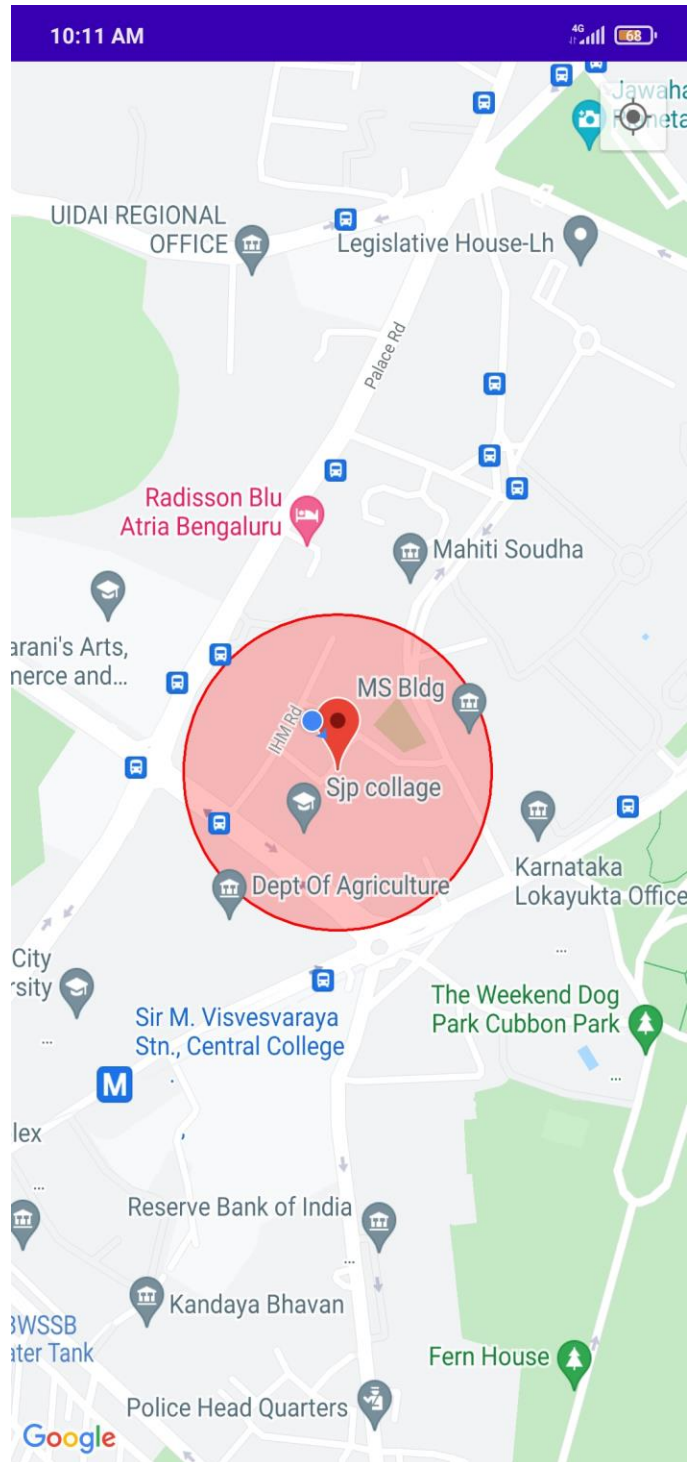 10:11 AM
4G
68
Jawaha
neta
UIDAI REGIONAL
OFFICE
Legislative House-Lh
Palace Rd
Radisson Blu
Atria Bengaluru
Mahiti Soudha
arani's Arts,
merce and...
MS Bldg
IHM Rd
Sjp collage
Dept Of Agriculture
Karnataka
Lokayukta Office
City
rsity
...
...
The Weekend Dog
Park Cubbon Park
...
Sir M. Visvesvaraya
Stn., Central College
M
lex
...
Reserve Bank of India
...
Kandaya Bhavan
BWSSB
ater Tank
Fern House
Police Head Quarters
Google